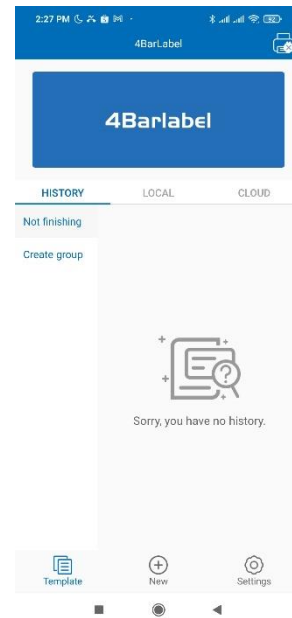 2:27 PM
4BarLabel
4Barlabel
HISTORY LOCAL CLOUD
Not finishing
Create group
Sorry, you have no history.
Template New Settings